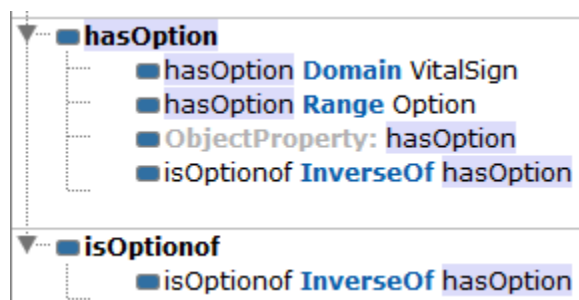 hasOption
hasOption Domain VitalSign
hasOption Range Option
ObjectProperty: hasOption
isOptionof InverseOf hasOption
isOptionof
isOptionof InverseOf hasOption